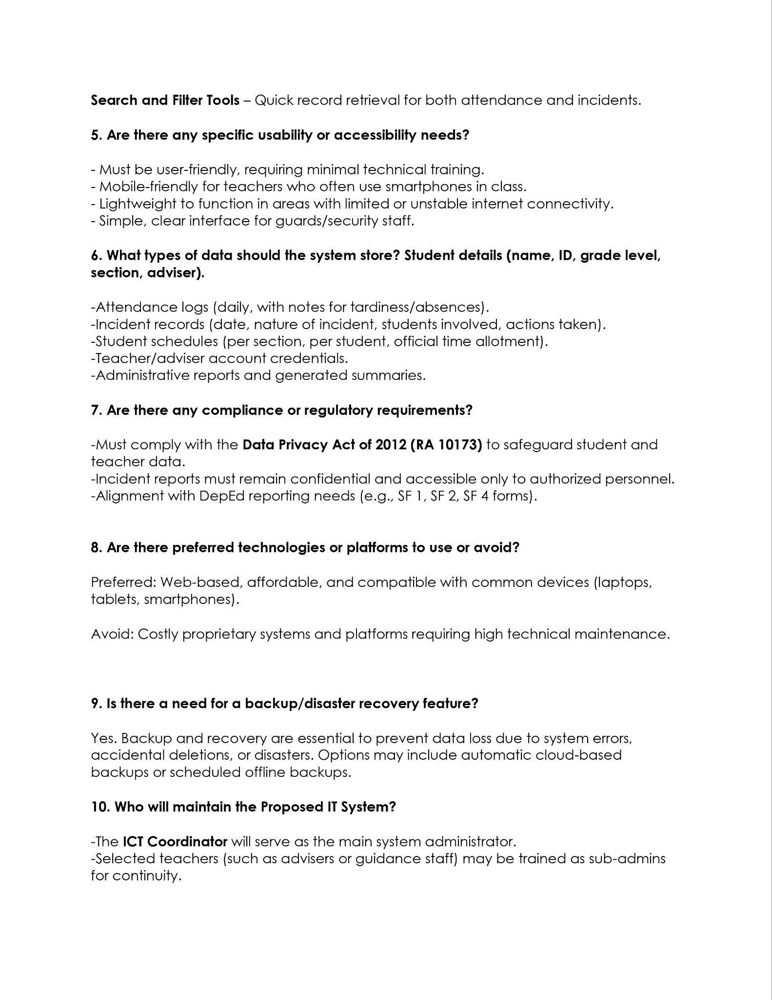 Search and Filter Tools – Quick record retrieval for both attendance and incidents.
5. Are there any specific usability or accessibility needs?
- Must be user-friendly, requiring minimal technical training.
- Mobile-friendly for teachers who often use smartphones in class.
- Lightweight to function in areas with limited or unstable internet connectivity.
- Simple, clear interface for guards/security staff.
6. What types of data should the system store? Student details (name, ID, grade level,
section, adviser).
-Attendance logs (daily, with notes for tardiness/absences).
-Incident records (date, nature of incident, students involved, actions taken).
-Student schedules (per section, per student, official time allotment).
-Teacher/adviser account credentials.
-Administrative reports and generated summaries.
7. Are there any compliance or regulatory requirements?
-Must comply with the Data Privacy Act of 2012 (RA 10173) to safeguard student and
teacher data.
-Incident reports must remain confidential and accessible only to authorized personnel.
-Alignment with DepEd reporting needs (e.g., SF 1, SF 2, SF 4 forms).
8. Are there preferred technologies or platforms to use or avoid?
Preferred: Web-based, affordable, and compatible with common devices (laptops,
tablets, smartphones).
Avoid: Costly proprietary systems and platforms requiring high technical maintenance.
9. Is there a need for a backup/disaster recovery feature?
Yes. Backup and recovery are essential to prevent data loss due to system errors,
accidental deletions, or disasters. Options may include automatic cloud-based
backups or scheduled offline backups.
10. Who will maintain the Proposed IT System?
-The ICT Coordinator will serve as the main system administrator.
-Selected teachers (such as advisers or guidance staff) may be trained as sub-admins
for continuity.